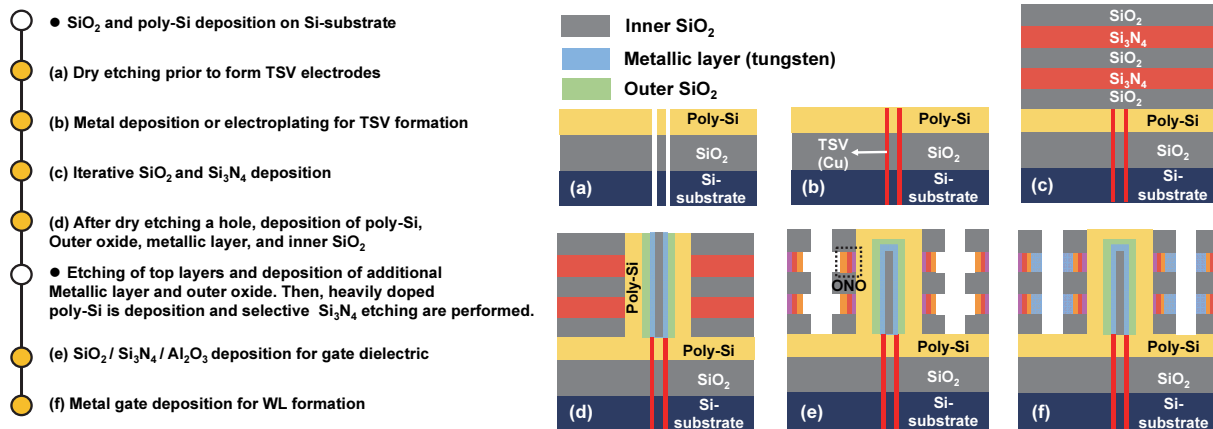 ● SiO₂ and poly-Si deposition on Si-substrate
(a) Dry etching prior to form TSV electrodes
(b) Metal deposition or electroplating for TSV formation
(c) Iterative SiO₂ and Si₃N₄ deposition
(d) After dry etching a hole, deposition of poly-Si,
Outer oxide, metallic layer, and inner SiO₂
● Etching of top layers and deposition of additional
Metallic layer and outer oxide. Then, heavily doped
poly-Si is deposition and selective Si₃N₄ etching are performed.
(e) SiO₂ / Si₃N₄ / Al₂O₃ deposition for gate dielectric
(f) Metal gate deposition for WL formation
Inner SiO₂
Metallic layer (tungsten)
Outer SiO₂
Poly-Si
SiO₂
Si-
substrate
(a)
Poly-Si
TSV
(Cu)
SiO₂
Si-
substrate
(b)
SiO₂
Si₃N₄
SiO₂
Si₃N₄
SiO₂
Poly-Si
SiO₂
Si-
substrate
(c)
Poly-Si
Poly-Si
SiO₂
Si-
substrate
(d)
ONO
Poly-Si
SiO₂
Si-
substrate
(e)
Poly-Si
SiO₂
Si-
substrate
(f)